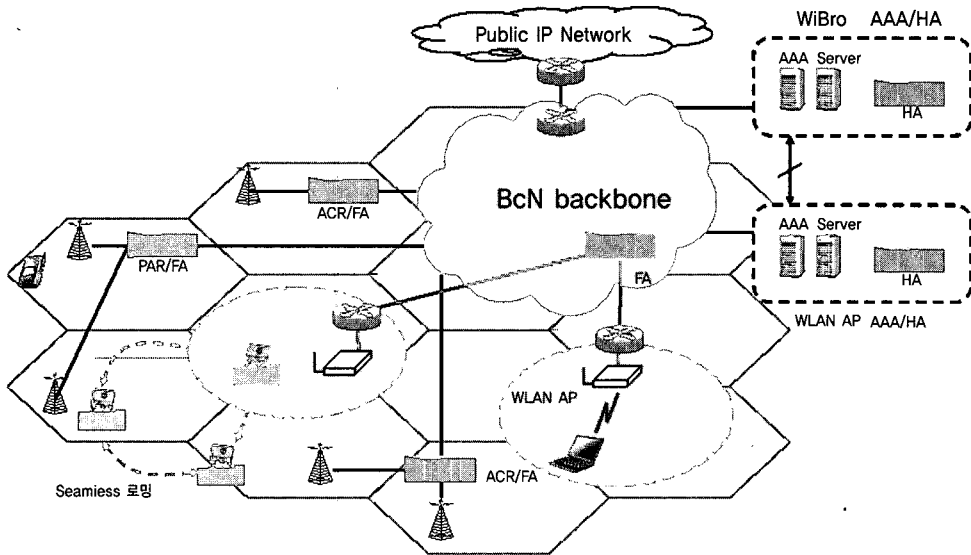 WiBro AAA/HA
Public IP Network
AAA Server
HA
BcN backbone
ACR/FA
AAA Server
PAR/FA
HA
FA
WLAN AP AAA/HA
WLAN AP
ACR/FA
Seamiess 로밍